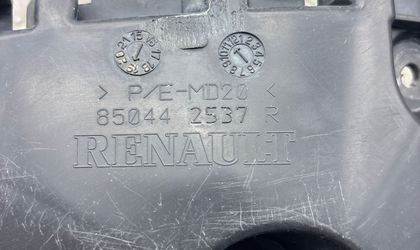 > P/E-MD20 <
85044 2537 R
RENAULT